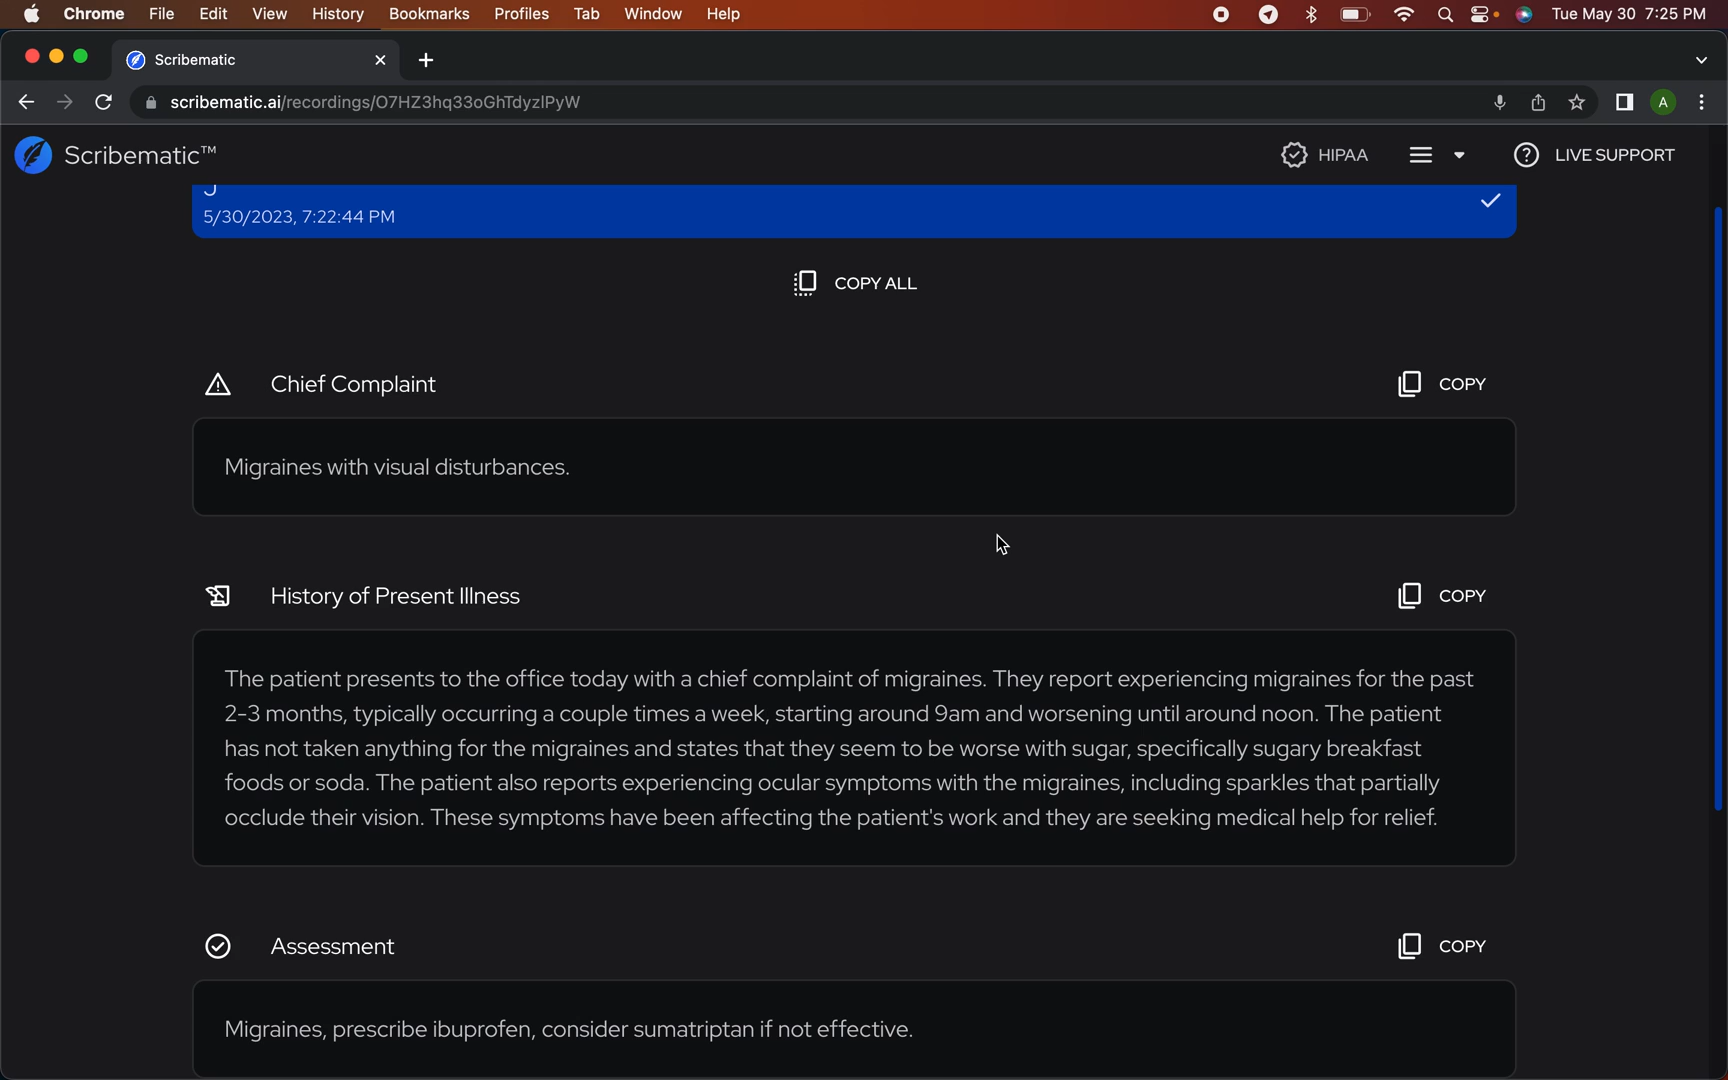 Chrome File Edit View History Bookmarks Profiles Tab Window Help Tue May 30 7:25 PM
Scribematic
scribematic.ai/recordings/O7HZ3hq33oGhTdyzIPyW A
Scribematic™ HIPAA LIVE SUPPORT
5/30/2023, 7:22:44 PM
COPY ALL
Chief Complaint COPY
Migraines with visual disturbances.
History of Present Illness COPY
The patient presents to the office today with a chief complaint of migraines. They report experiencing migraines for the past
2-3 months, typically occurring a couple times a week, starting around 9am and worsening until around noon. The patient
has not taken anything for the migraines and states that they seem to be worse with sugar, specifically sugary breakfast
foods or soda. The patient also reports experiencing ocular symptoms with the migraines, including sparkles that partially
occlude their vision. These symptoms have been affecting the patient's work and they are seeking medical help for relief.
Assessment COPY
Migraines, prescribe ibuprofen, consider sumatriptan if not effective.